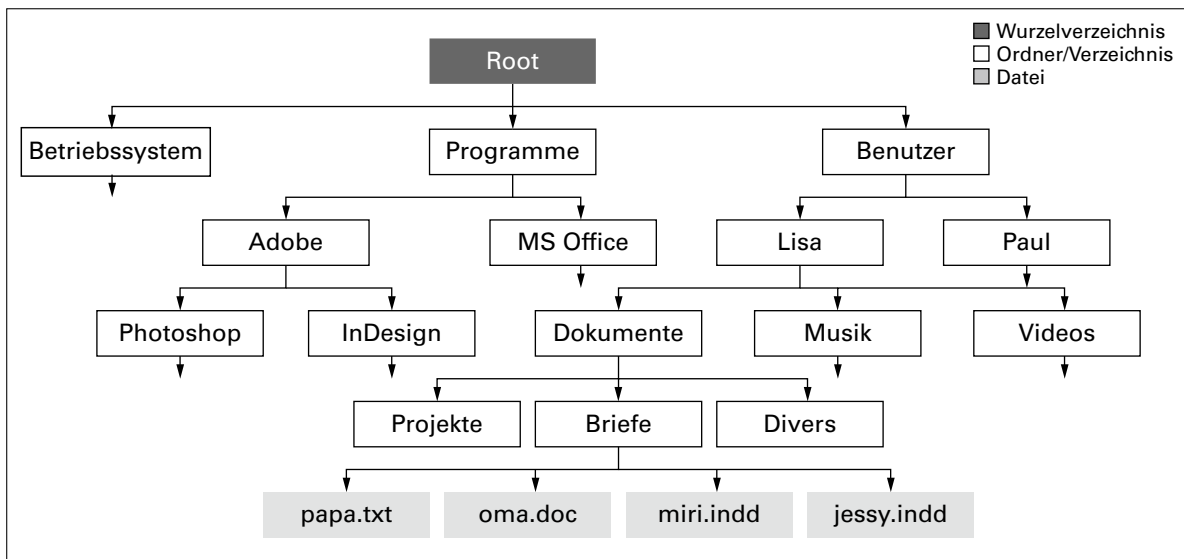 Wurzelverzeichnis
Ordner/Verzeichnis
Datei
Root
Betriebssystem
Programme
Benutzer
Adobe
MS Office
Lisa
Paul
Photoshop
InDesign
Dokumente
Musik
Videos
Projekte
Briefe
Divers
papa.txt
oma.doc
miri.indd
jessy.indd